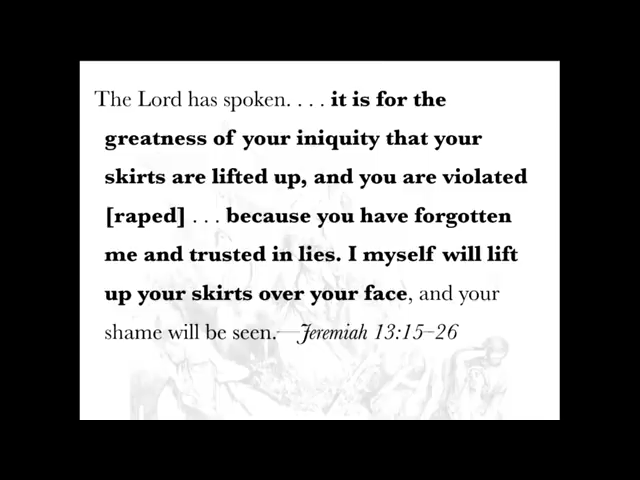 The Lord has spoken. . . . it is for the
greatness of your iniquity that your
skirts are lifted up, and you are violated
[raped] . . . because you have forgotten
me and trusted in lies. I myself will lift
up your skirts over your face, and your
shame will be seen.—Jeremiah 13:15–26